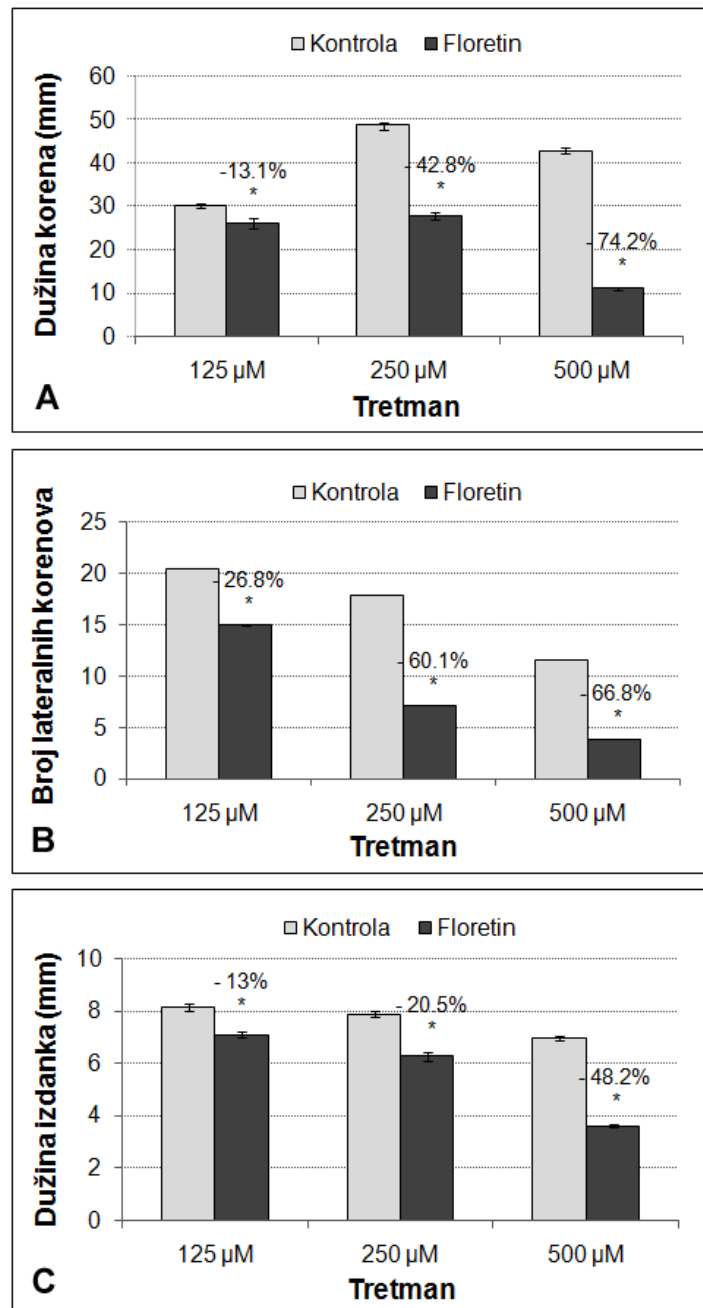 Kontrola Floretin
Dužina korena (mm)
60
50
40
30
20
10
0
-13.1%
*
- 42.8%
*
- 74.2%
*
125 µM 250 µM 500 µM
Tretman
A
Kontrola Floretin
Broj lateralnih korenova
25
20
15
10
5
0
- 26.8%
*
- 60.1%
*
- 66.8%
*
125 µM 250 µM 500 µM
Tretman
B
Kontrola Floretin
Dužina izdanka (mm)
10
8
6
4
2
0
- 13%
*
- 20.5%
*
- 48.2%
*
125 µM 250 µM 500 µM
Tretman
C